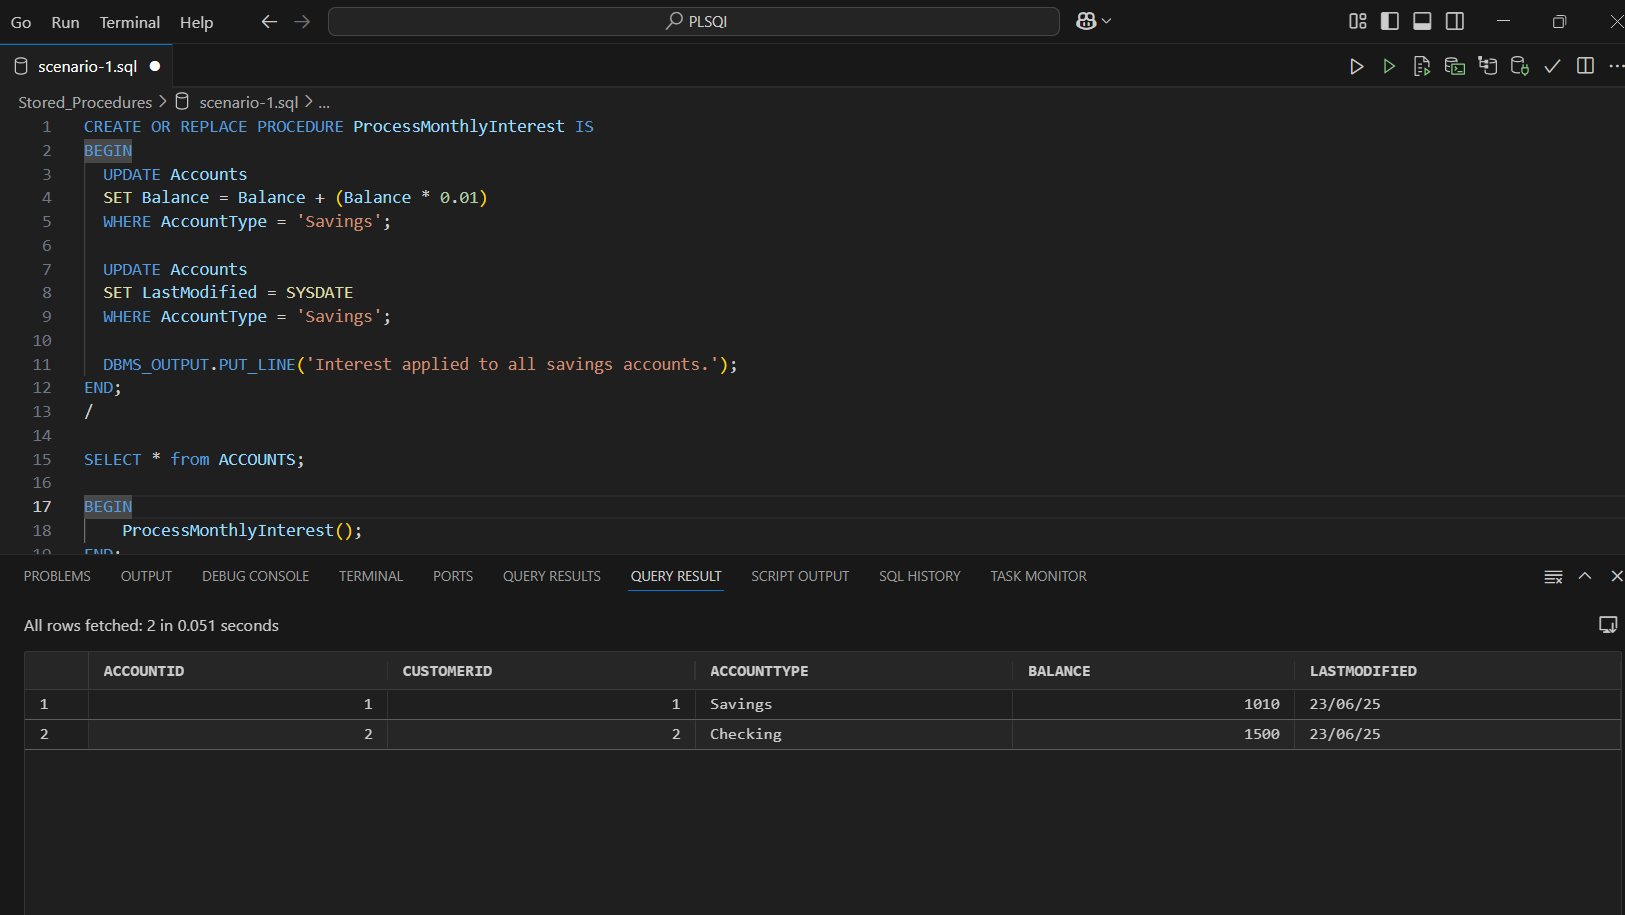 Go Run Terminal Help ← → PLSQl
scenario-1.sql ●
Stored_Procedures > scenario-1.sql > ...
1 CREATE OR REPLACE PROCEDURE ProcessMonthlyInterest IS
2 BEGIN
3 UPDATE Accounts
4 SET Balance = Balance + (Balance * 0.01)
5 WHERE AccountType = 'Savings';
6
7 UPDATE Accounts
8 SET LastModified = SYSDATE
9 WHERE AccountType = 'Savings';
10
11 DBMS_OUTPUT.PUT_LINE('Interest applied to all savings accounts.');
12 END;
13 /
14
15 SELECT * from ACCOUNTS;
16
17 BEGIN
18 ProcessMonthlyInterest();
19 END;
PROBLEMS OUTPUT DEBUG CONSOLE TERMINAL PORTS QUERY RESULTS QUERY RESULT SCRIPT OUTPUT SQL HISTORY TASK MONITOR
All rows fetched: 2 in 0.051 seconds
ACCOUNTID CUSTOMERID ACCOUNTTYPE BALANCE LASTMODIFIED
1 1 1 Savings 1010 23/06/25
2 2 2 Checking 1500 23/06/25